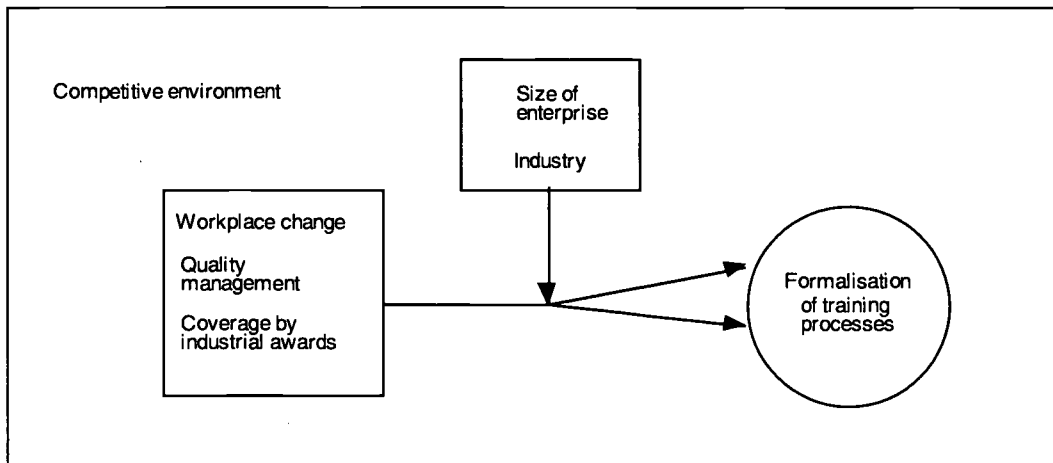 Competitive environment
Size of
enterprise
Industry
Workplace change
Quality
management
Coverage by
industrial awards
Formalisation
of training
processes